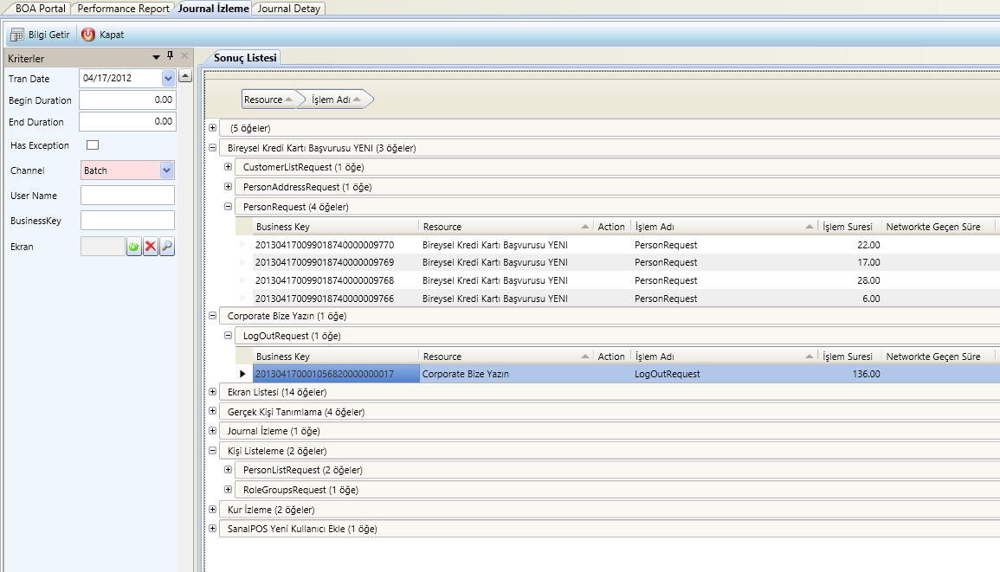 BOA Portal Performance Report Journal İzleme Journal Detay
Bilgi Getir Kapat
Kriterler
Tran Date 04/17/2012
Begin Duration 0.00
End Duration 0.00
Has Exception
Channel Batch
User Name
BusinessKey
Ekran
Sonuç Listesi
Resource İşlem Adı
(5 öğeler)
Bireysel Kredi Kartı Başvurusu YENI (3 öğeler)
CustomerListRequest (1 öğe)
PersonAddressRequest (1 öğe)
PersonRequest (4 öğeler)
Business Key Resource Action İşlem Adı İşlem Suresi Networkte Geçen Süre
201304170099018740000009770 Bireysel Kredi Kartı Başvurusu YENI PersonRequest 22.00
201304170099018740000009769 Bireysel Kredi Kartı Başvurusu YENI PersonRequest 17.00
201304170099018740000009768 Bireysel Kredi Kartı Başvurusu YENI PersonRequest 28.00
201304170099018740000009766 Bireysel Kredi Kartı Başvurusu YENI PersonRequest 6.00
Corporate Bize Yazın (1 öğe)
LogOutRequest (1 öğe)
Business Key Resource Action İşlem Adı İşlem Suresi Networkte Geçen Süre
201304170001056820000000017 Corporate Bize Yazın LogOutRequest 136.00
Ekran Listesi (14 öğeler)
Gerçek Kişi Tanımlama (4 öğeler)
Journal İzleme (1 öğe)
Kişi Listeleme (2 öğeler)
PersonListRequest (2 öğeler)
RoleGroupsRequest (1 öğe)
Kur İzleme (2 öğeler)
SanalPOS Yeni Kullanıcı Ekle (1 öğe)